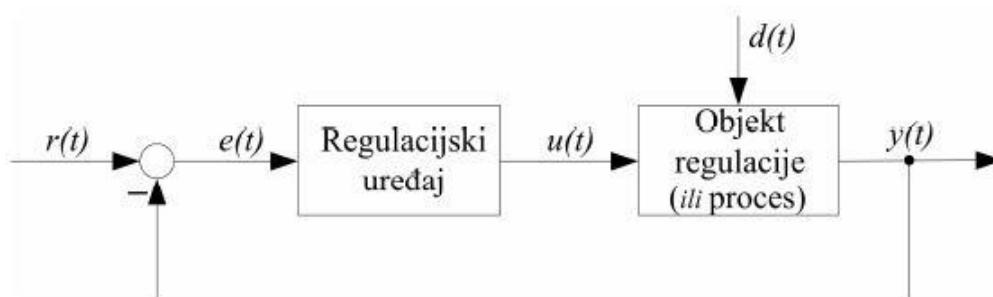 d(t)
r(t)
e(t)
Regulacijski
uređaj
u(t)
Objekt
regulacije
(ili proces)
y(t)
−